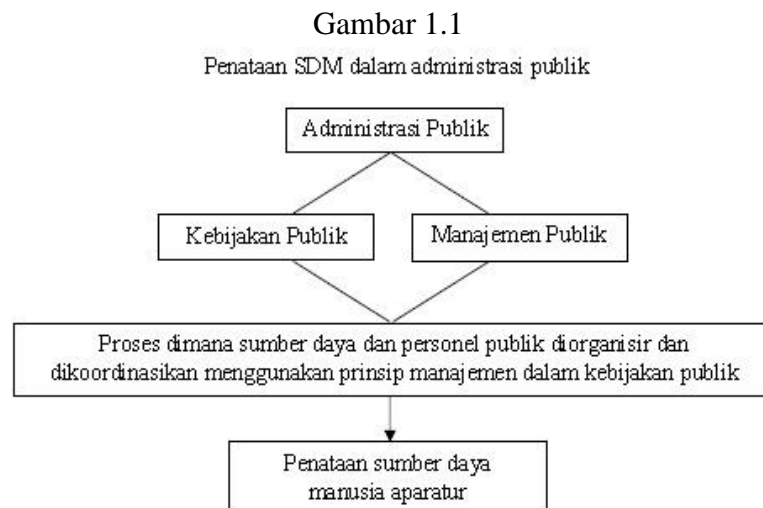 Gambar 1.1
Penataan SDM dalam administrasi publik
Administrasi Publik
Kebijakan Publik
Manajemen Publik
Proses dimana sumber daya dan personel publik diorganisir dan
dikoordinasikan menggunakan prinsip manajemen dalam kebijakan publik
Penataan sumber daya
manusia aparatur